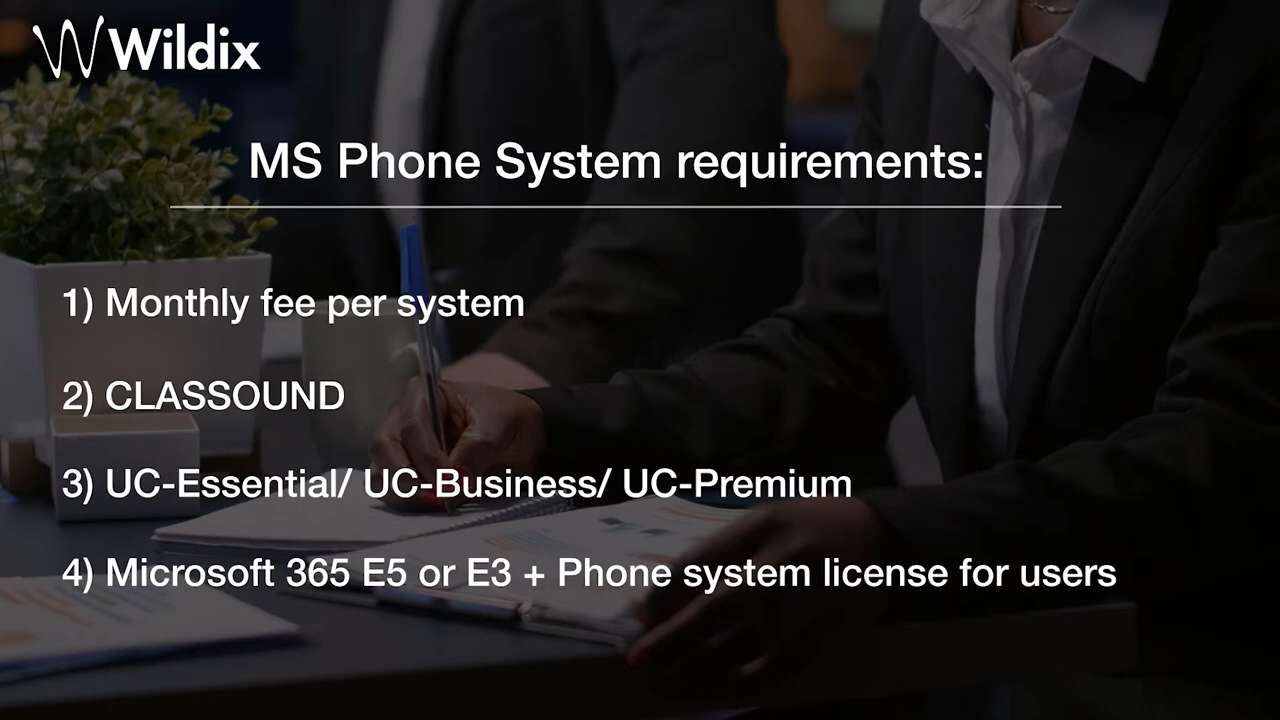 Wildix
MS Phone System requirements:
1) Monthly fee per system
2) CLASSOUND
3) UC-Essential/ UC-Business/ UC-Premium
4) Microsoft 365 E5 or E3 + Phone system license for users